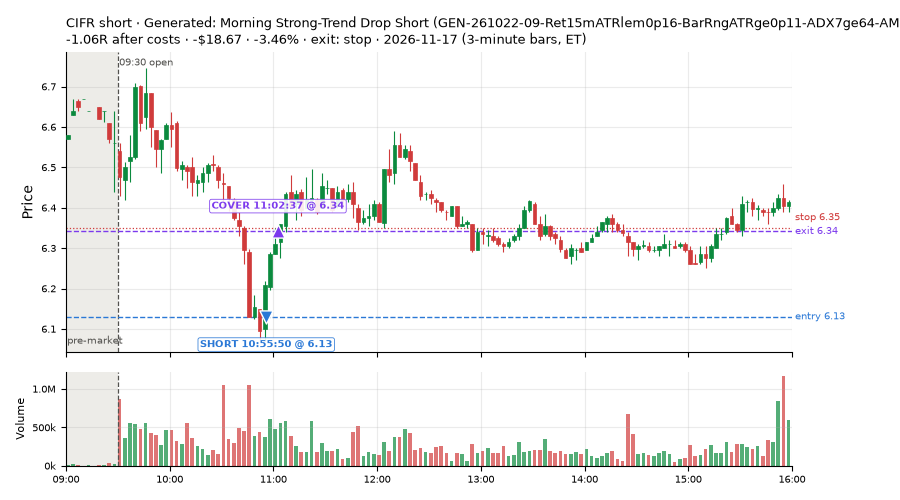 CIFR short · Generated: Morning Strong-Trend Drop Short (GEN-261022-09-Ret15mATRlem0p16-BarRngATRge0p11-ADX7ge64-AM
-1.06R after costs · -$18.67 · -3.46% · exit: stop · 2026-11-17 (3-minute bars, ET)
09:30 open
6.7
6.6
6.5
6.4
6.3
6.2
6.1
Price
COVER 11:02:37 @ 6.34
stop 6.35
exit 6.34
entry 6.13
pre-market
SHORT 10:55:50 @ 6.13
1.0M
500k
0k
Volume
09:00 10:00 11:00 12:00 13:00 14:00 15:00 16:00